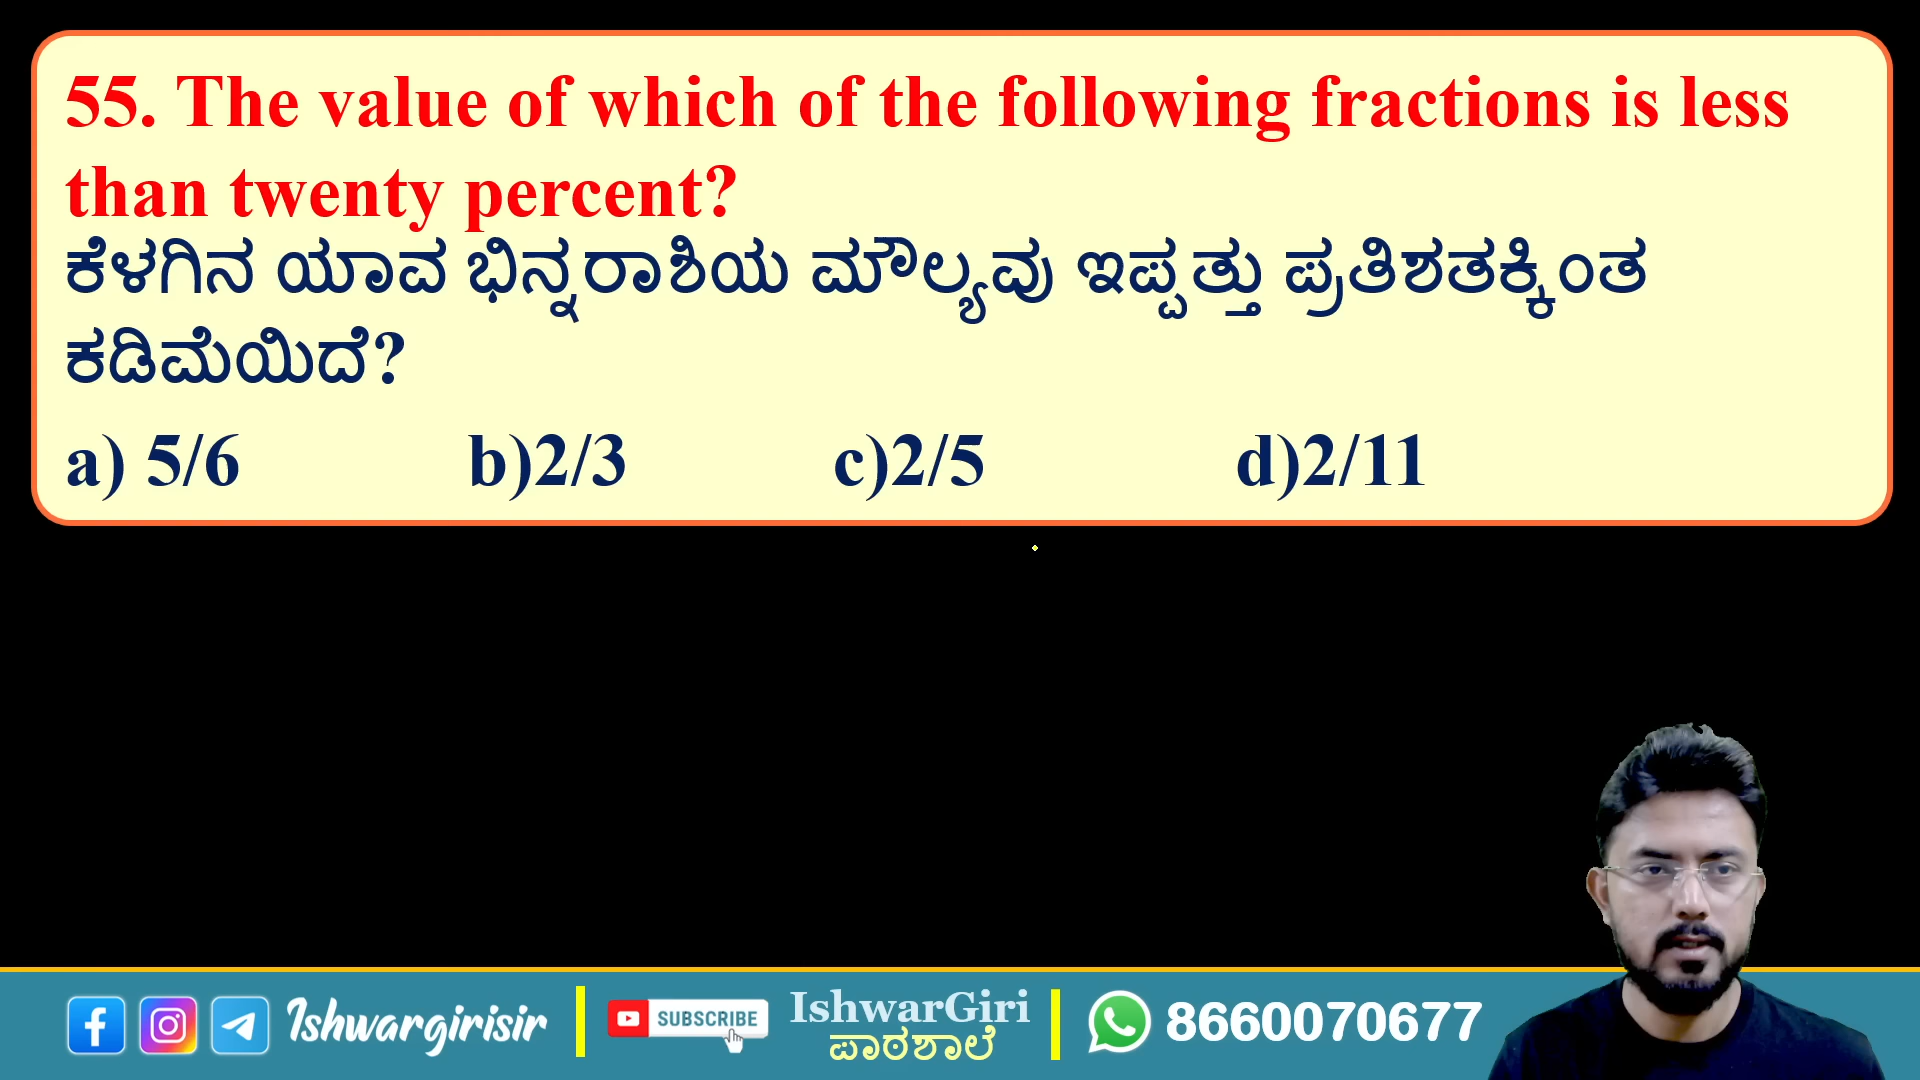 55. The value of which of the following fractions is less
than twenty percent?
ಕೆಳಗಿನ ಯಾವ ಭಿನ್ನರಾಶಿಯ ಮೌಲ್ಯವು ಇಪ್ಪತ್ತು ಪ್ರತಿಶತಕ್ಕಿಂತ
ಕಡಿಮೆಯಿದೆ?
a) 5/6 b)2/3 c)2/5 d)2/11
Ishwargirisir SUBSCRIBE IshwarGiri 8660070677
ಪಾಠಶಾಲೆ